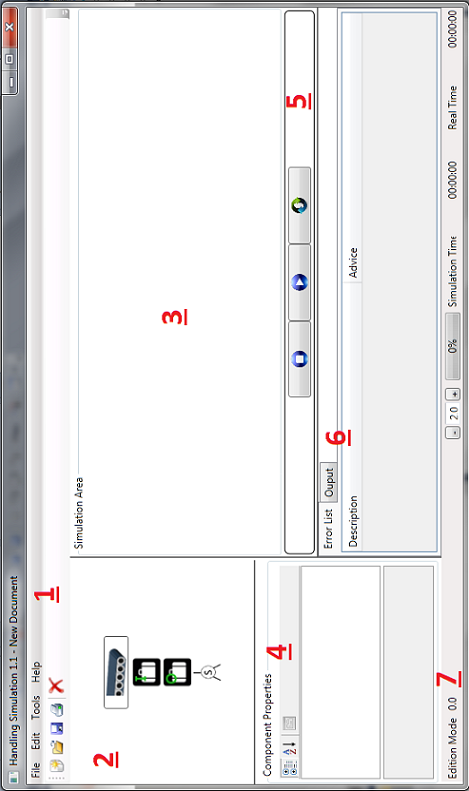 Handling Simulation 1.1 - New Document
File Edit Tools Help
1
2
Simulation Area
3
S
5
Component Properties
4
Error List Ouput
6
Description Advice
Edition Mode 0.0
7
- 2.0 + 0% Simulation Time 00:00:00 Real Time 00:00:00